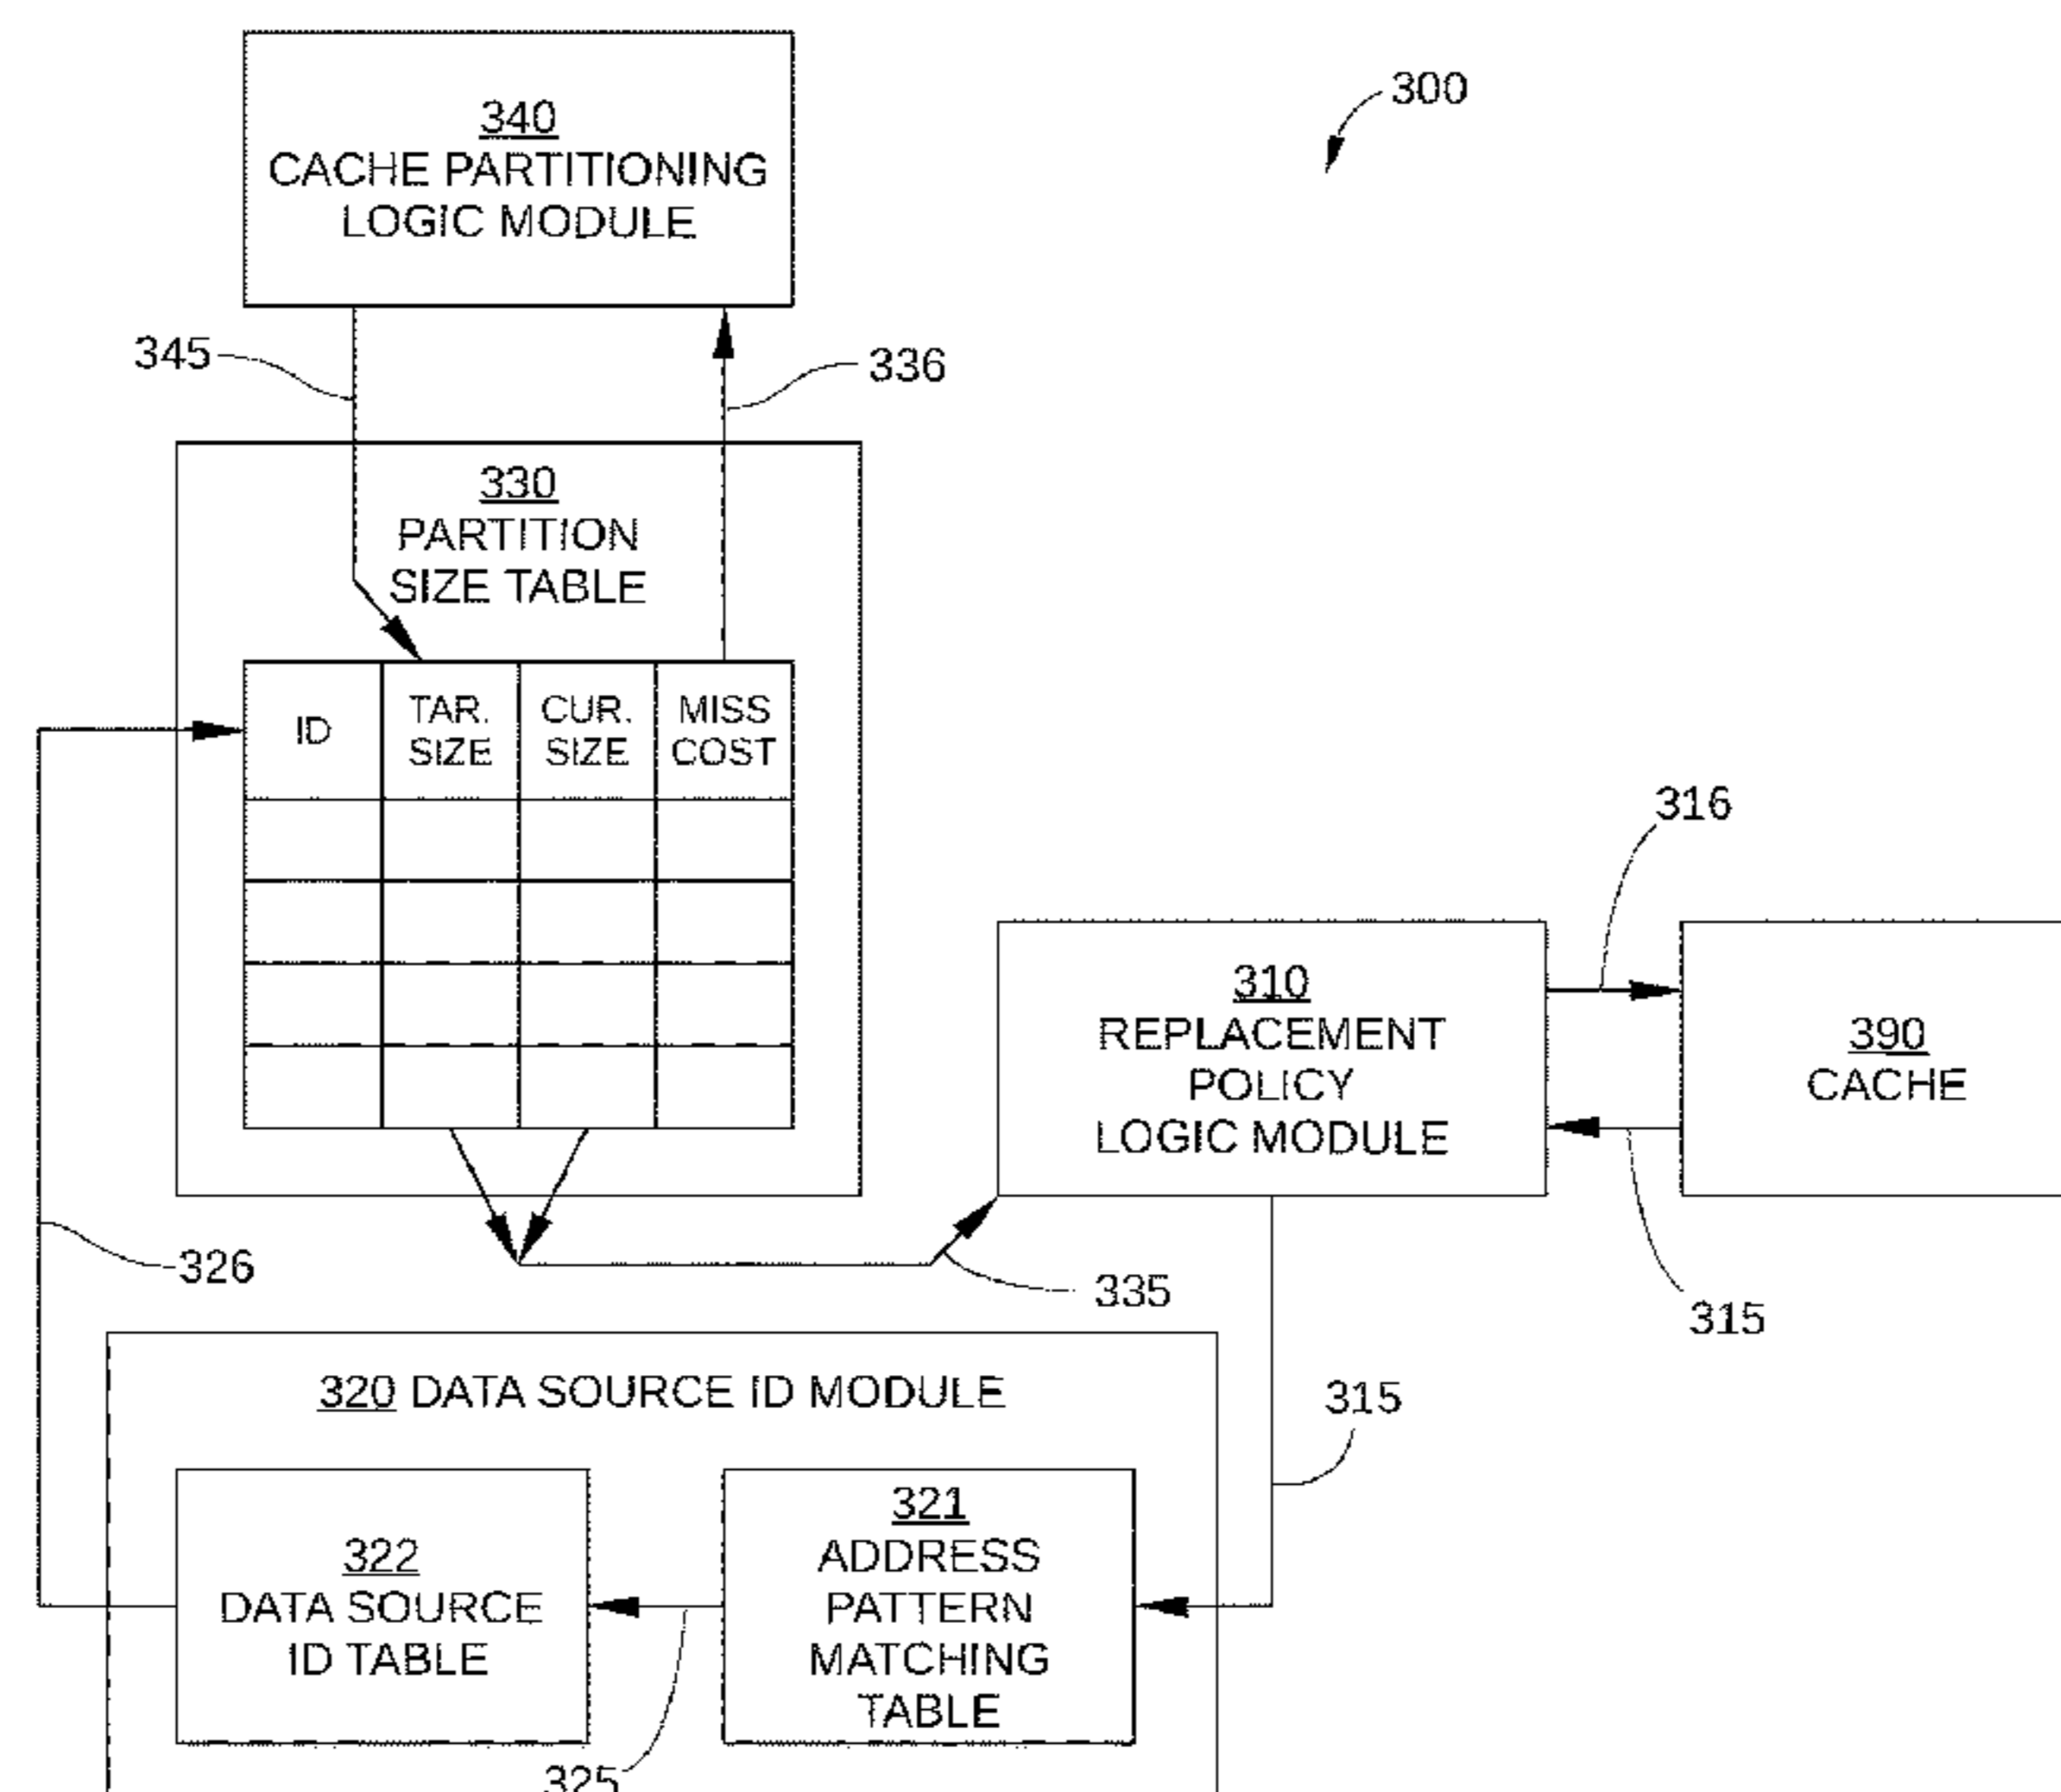 300
340
CACHE PARTITIONING
LOGIC MODULE
345
336
330
PARTITION
SIZE TABLE
ID
TAR.
SIZE
CUR.
SIZE
MISS
COST
316
310
REPLACEMENT
POLICY
LOGIC MODULE
390
CACHE
326
335
315
320 DATA SOURCE ID MODULE
315
322
DATA SOURCE
ID TABLE
321
ADDRESS
PATTERN
MATCHING
TABLE
325